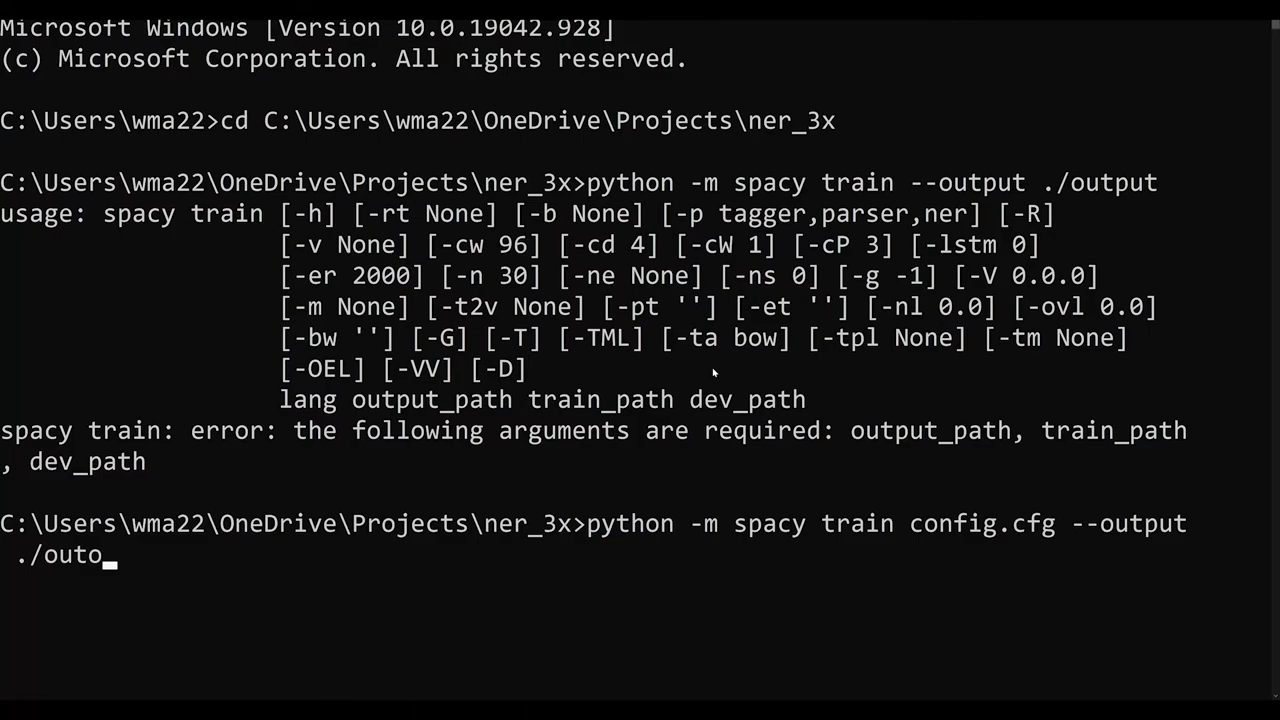 Microsoft Windows [Version 10.0.19042.928]
(c) Microsoft Corporation. All rights reserved.
C:\Users\wma22>cd C:\Users\wma22\OneDrive\Projects\ner_3x
C:\Users\wma22\OneDrive\Projects\ner_3x>python -m spacy train --output ./output
usage: spacy train [-h] [-rt None] [-b None] [-p tagger,parser,ner] [-R]
[-v None] [-cw 96] [-cd 4] [-cW 1] [-cP 3] [-lstm 0]
[-er 2000] [-n 30] [-ne None] [-ns 0] [-g -1] [-V 0.0.0]
[-m None] [-t2v None] [-pt ''] [-et ''] [-nl 0.0] [-ovl 0.0]
[-bw ''] [-G] [-T] [-TML] [-ta bow] [-tpl None] [-tm None]
[-OEL] [-VV] [-D]
lang output_path train_path dev_path
spacy train: error: the following arguments are required: output_path, train_path
, dev_path
C:\Users\wma22\OneDrive\Projects\ner_3x>python -m spacy train config.cfg --output
./outo